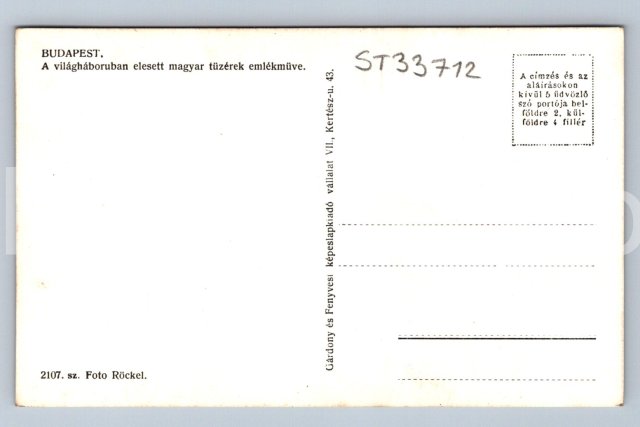 BUDAPEST,
A világháboruban elesett magyar tüzérek emlékmüve.
2107. sz. Foto Röckel.
Gárdony és Fenyvesi képeslapkiadó vállalat VII., Kertész-u. 43.
ST33712
A címzés és az
aláírásokon
kívül 5 üdvözlő
szó portója bel-
földre 2, kül-
földre 4 fillér